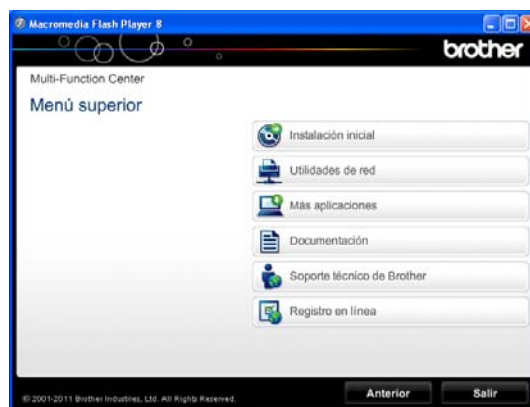 Macromedia Flash Player 8
brother
Multi-Function Center
Menú superior
Instalación inicial
Utilidades de red
Más aplicaciones
Documentación
Soporte técnico de Brother
Registro en línea
© 2001-2011 Brother Industries, Ltd. All Rights Reserved.
Anterior
Salir